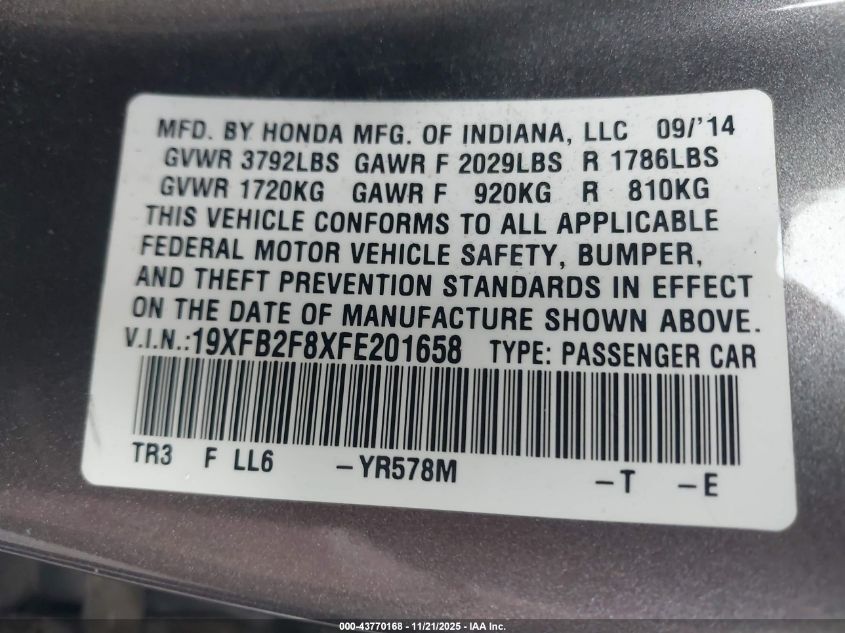 MFD. BY HONDA MFG. OF INDIANA, LLC 09/'14
GVWR 3792LBS GAWR F 2029LBS R 1786LBS
GVWR 1720KG GAWR F 920KG R 810KG
THIS VEHICLE CONFORMS TO ALL APPLICABLE
FEDERAL MOTOR VEHICLE SAFETY, BUMPER,
AND THEFT PREVENTION STANDARDS IN EFFECT
ON THE DATE OF MANUFACTURE SHOWN ABOVE.
V.I.N.:19XFB2F8XFE201658 TYPE: PASSENGER CAR
TR3 F LL6 -YR578M -T -E
000-43770168 - 11/21/2025 - IAA Inc.